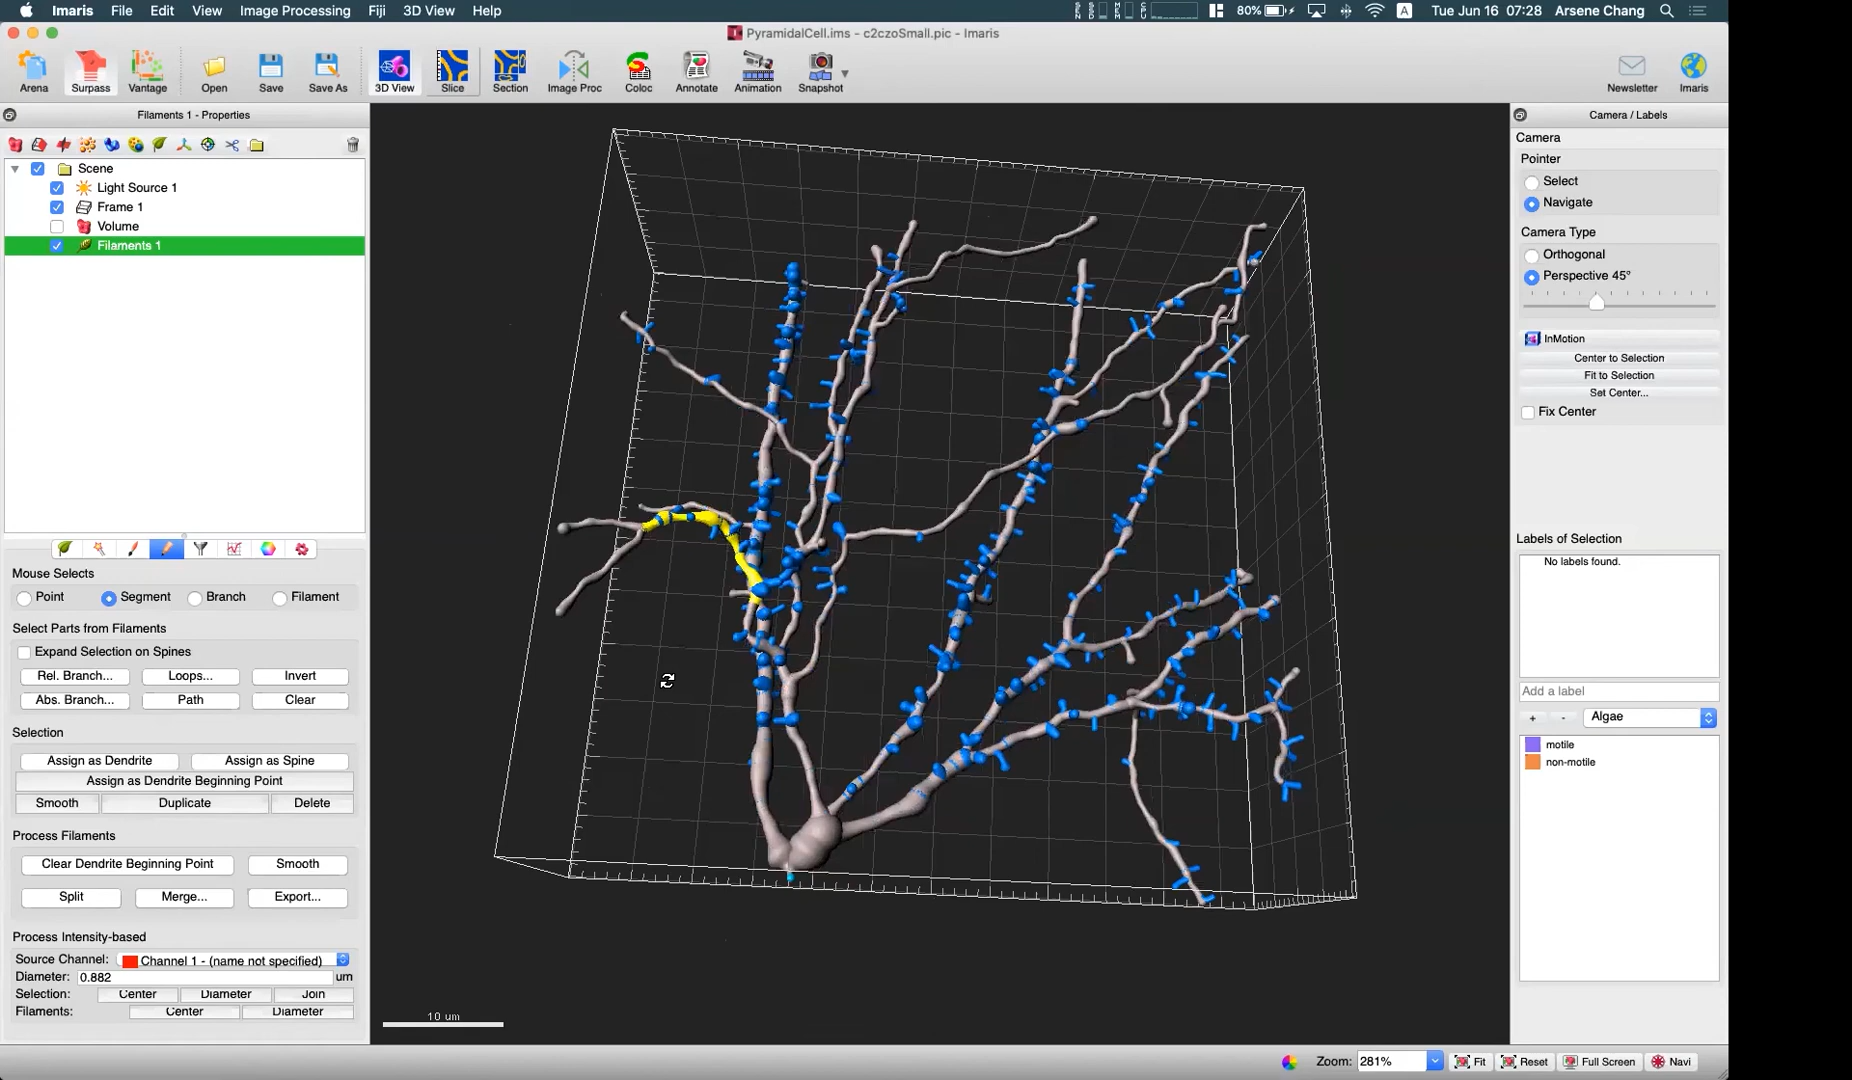 Imaris File Edit View Image Processing Fiji 3D View Help 80% A Tue Jun 16 07:28 Arsene Chang
PyramidalCell.ims - c2czoSmall.pic - Imaris
Arena Surpass Vantage Open Save Save As 3D View Slice Section Image Proc Coloc Annotate Animation Snapshot Newsletter Imaris
Filaments 1 - Properties
Scene
Light Source 1
Frame 1
Volume
Filaments 1
Mouse Selects
Point Segment Branch Filament
Select Parts from Filaments
Expand Selection on Spines
Rel. Branch... Loops... Invert
Abs. Branch... Path Clear
Selection
Assign as Dendrite Assign as Spine
Assign as Dendrite Beginning Point
Smooth Duplicate Delete
Process Filaments
Clear Dendrite Beginning Point Smooth
Split Merge... Export...
Process Intensity-based
Source Channel: Channel 1 - (name not specified)
Diameter: 0.882 um
Selection: Center Diameter Join
Filaments: Center Diameter
10 um
Camera / Labels
Camera
Pointer
Select
Navigate
Camera Type
Orthogonal
Perspective 45°
InMotion
Center to Selection
Fit to Selection
Set Center...
Fix Center
Labels of Selection
No labels found.
Add a label
+ - Algae
motile
non-motile
Zoom: 281% Fit Reset Full Screen Navi